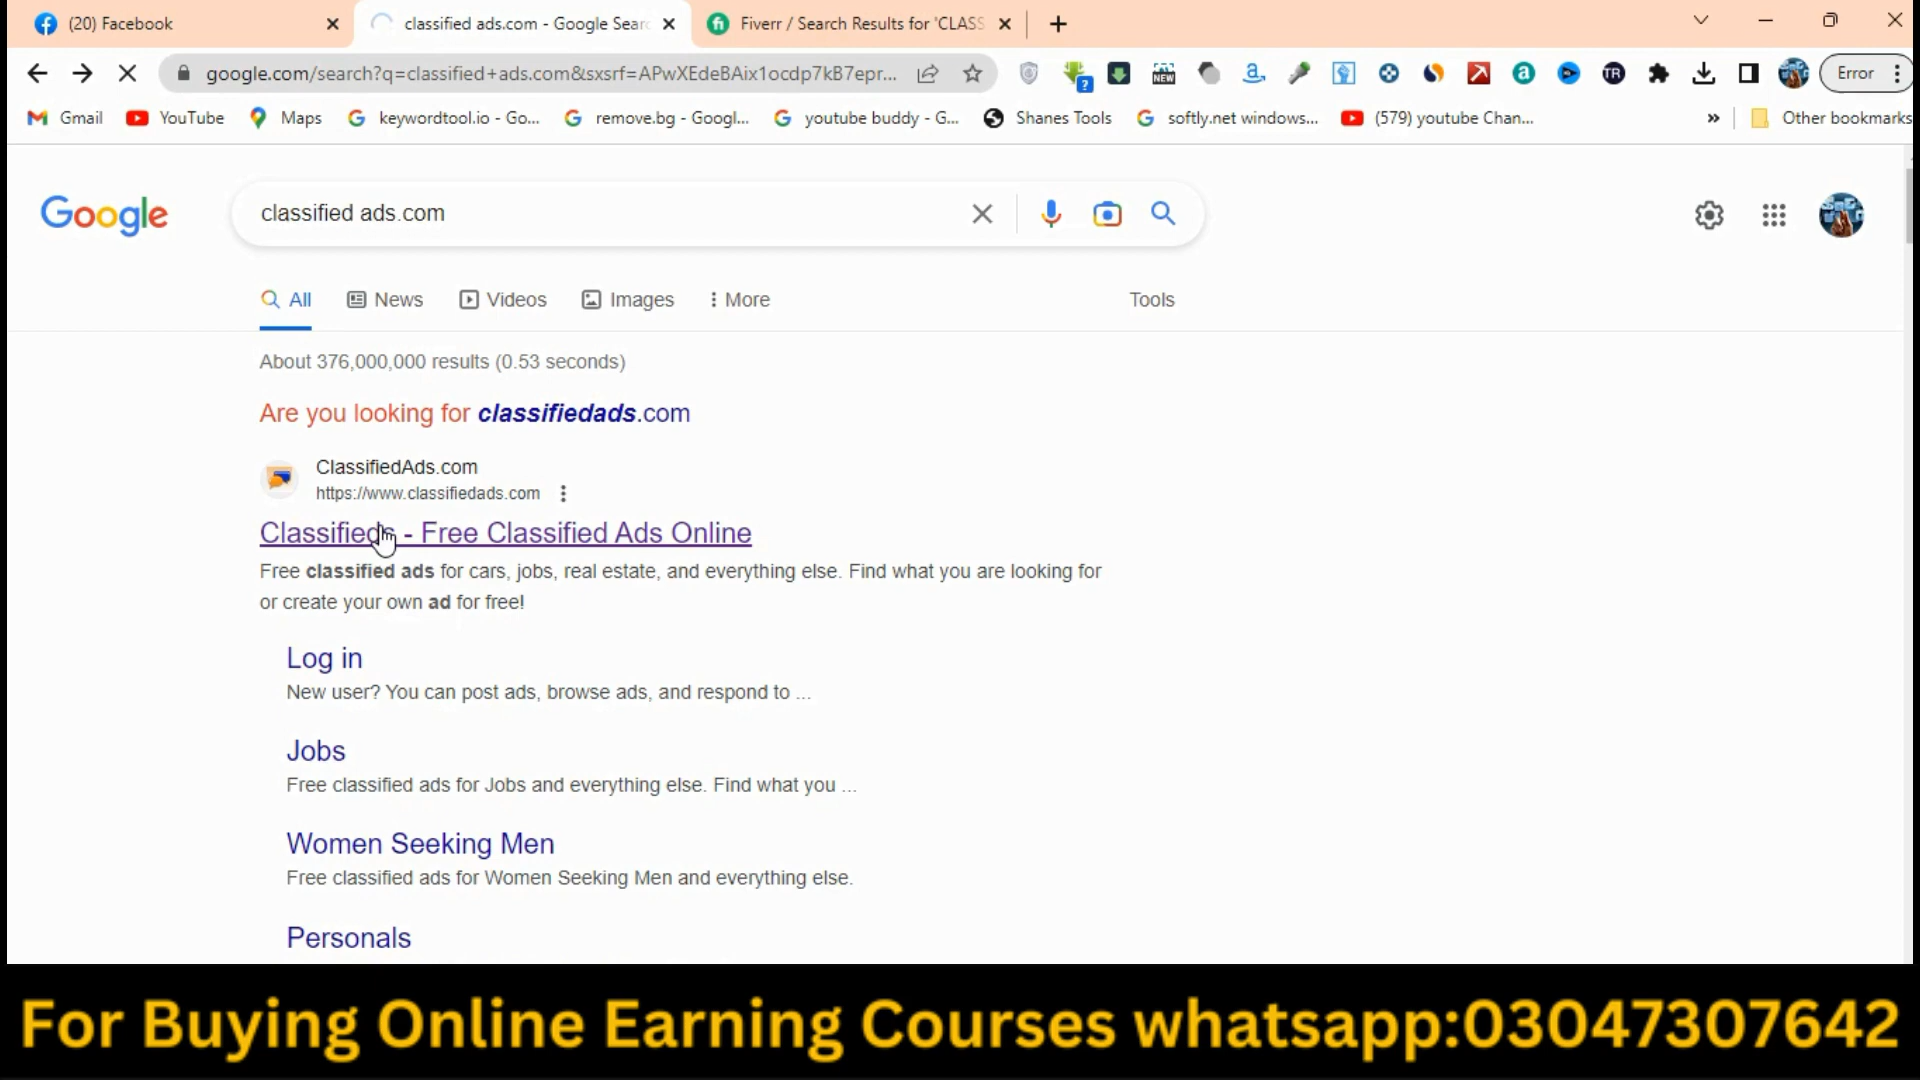 (20) Facebook
classified ads.com - Google Sear
Fiverr / Search Results for 'CLASS
google.com/search?q=classified+ads.com&sxsrf=APwXEdeBAix1ocdp7kB7epr...
NEW
TR
Error
Gmail
YouTube
Maps
keywordtool.io - Go...
remove.bg - Googl...
youtube buddy - G...
Shanes Tools
softly.net windows...
(579) youtube Chan...
»
Other bookmarks
Google
classified ads.com
All
News
Videos
Images
More
Tools
About 376,000,000 results (0.53 seconds)
Are you looking for classifiedads.com
ClassifiedAds.com
https://www.classifiedads.com
Classifieds - Free Classified Ads Online
Free classified ads for cars, jobs, real estate, and everything else. Find what you are looking for
or create your own ad for free!
Log in
New user? You can post ads, browse ads, and respond to ...
Jobs
Free classified ads for Jobs and everything else. Find what you ...
Women Seeking Men
Free classified ads for Women Seeking Men and everything else.
Personals
For Buying Online Earning Courses whatsapp:03047307642